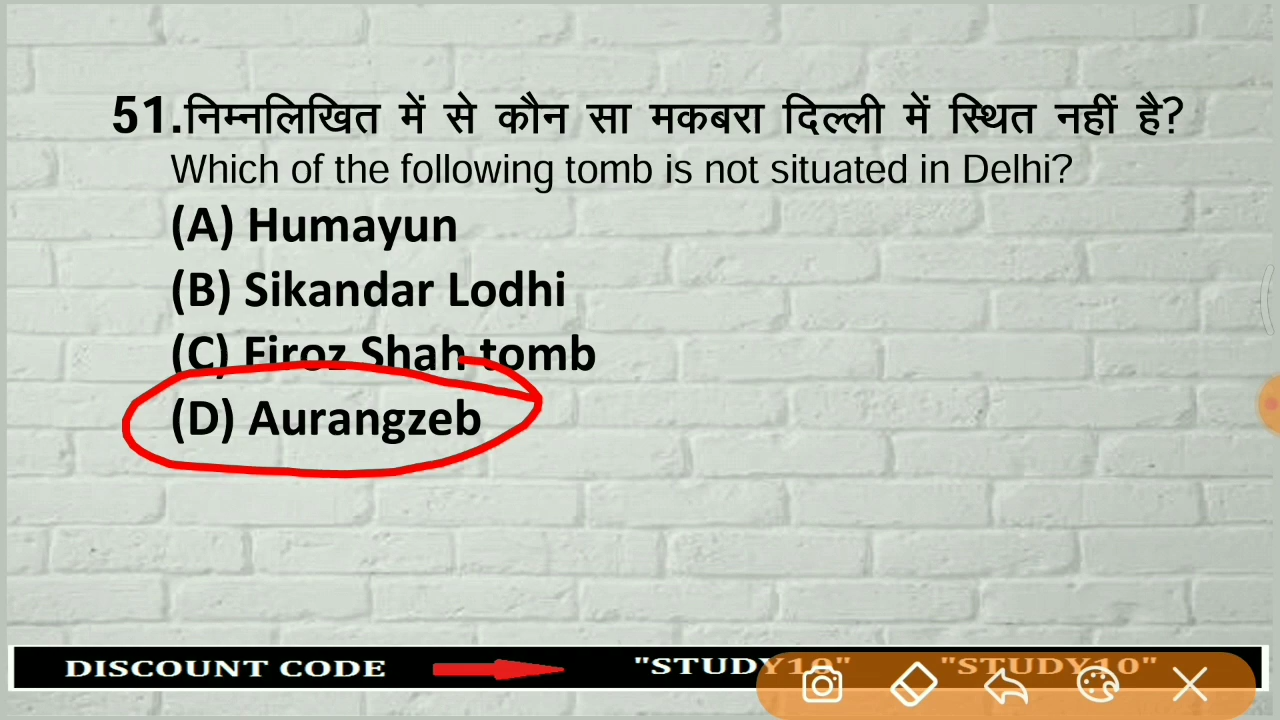 51.निम्नलिखित में से कौन सा मकबरा दिल्ली में स्थित नहीं है?
Which of the following tomb is not situated in Delhi?
(A) Humayun
(B) Sikandar Lodhi
(C) Firoz Shah tomb
(D) Aurangzeb
DISCOUNT CODE "STUDY10" "STUDY10"